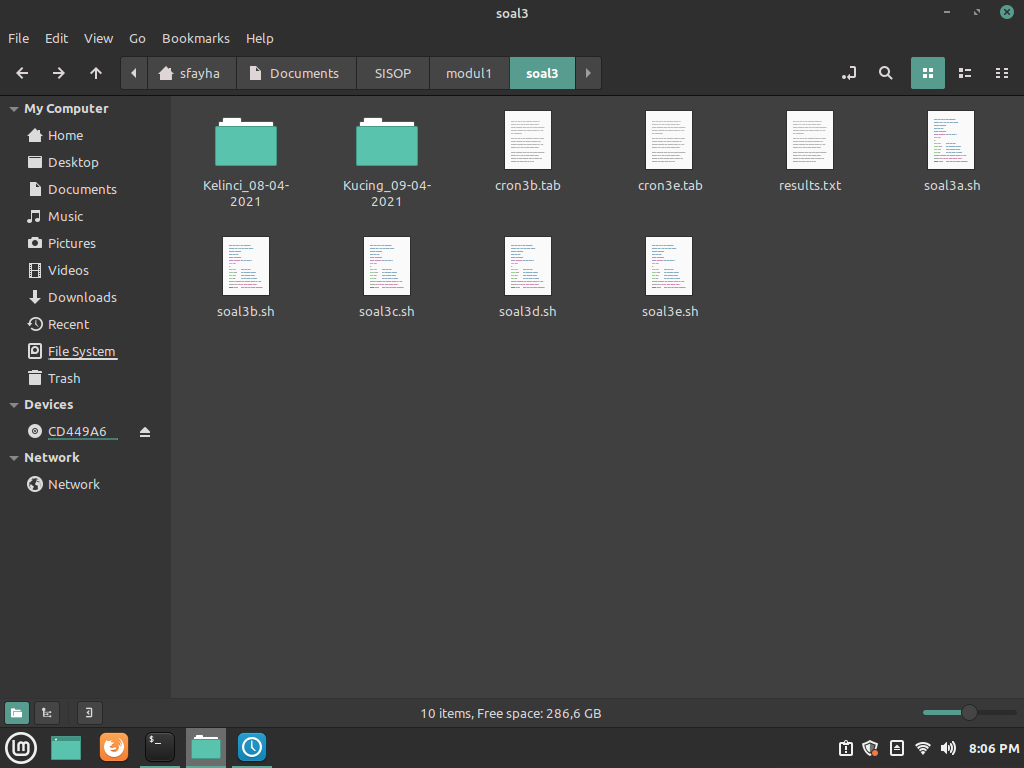 soal3
File Edit View Go Bookmarks Help
sfayha Documents SISOP modul1 soal3
My Computer
Home
Desktop
Documents
Music
Pictures
Videos
Downloads
Recent
File System
Trash
Devices
CD449A6
Network
Network
Kelinci_08-04-
2021
Kucing_09-04-
2021
cron3b.tab
cron3e.tab
results.txt
soal3a.sh
soal3b.sh
soal3c.sh
soal3d.sh
soal3e.sh
10 items, Free space: 286,6 GB
8:06 PM